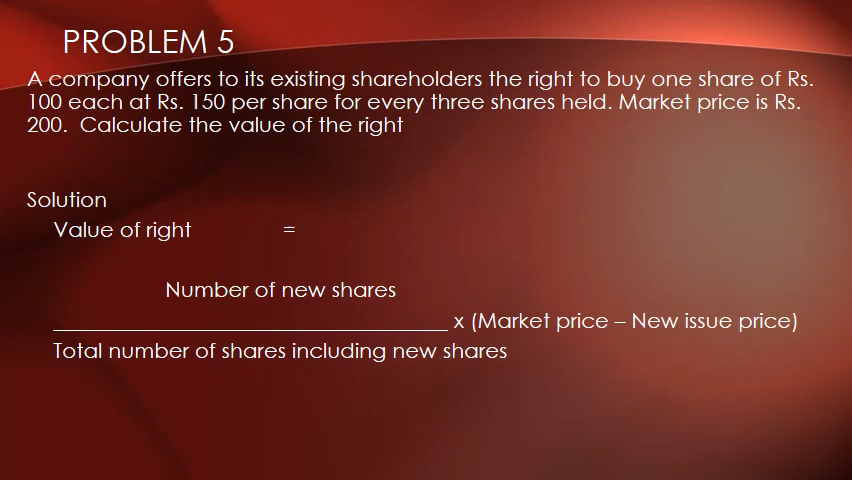 PROBLEM 5
A company offers to its existing shareholders the right to buy one share of Rs.
100 each at Rs. 150 per share for every three shares held. Market price is Rs.
200.  Calculate the value of the right
Solution
Value of right =
Number of new shares
____________________________________ x (Market price – New issue price)
Total number of shares including new shares